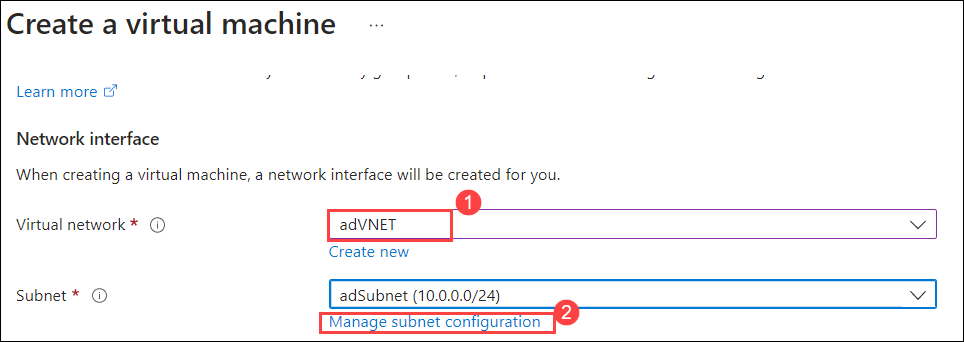 Create a virtual machine ...
Learn more
Network interface
When creating a virtual machine, a network interface will be created for you.
1
Virtual network *
adVNET
Create new
Subnet *
adSubnet (10.0.0.0/24)
2
Manage subnet configuration